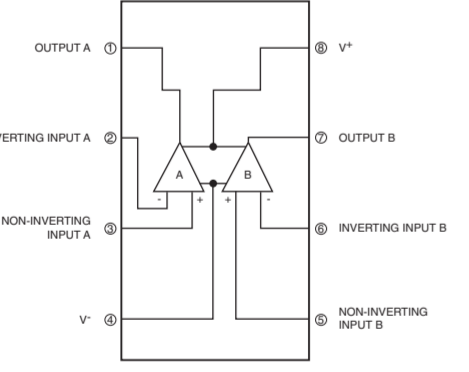 OUTPUT A ① ⑧ V⁺
VERTING INPUT A ② ⑦ OUTPUT B
A B
- + + -
NON-INVERTING
INPUT A ③ ⑥ INVERTING INPUT B
V⁻ ④ ⑤ NON-INVERTING
INPUT B